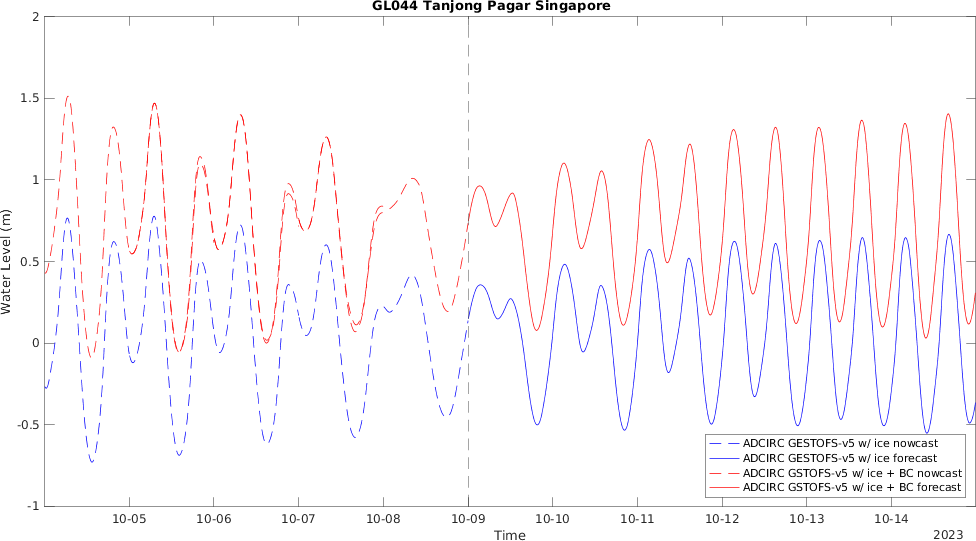 GL044 Tanjong Pagar Singapore
Water Level (m)
2
1.5
1
0.5
0
-0.5
-1
10-05 10-06 10-07 10-08 10-09 10-10 10-11 10-12 10-13 10-14
Time
2023
ADCIRC GESTOFS-v5 w/ ice nowcast
ADCIRC GESTOFS-v5 w/ ice forecast
ADCIRC GSTOFS-v5 w/ ice + BC nowcast
ADCIRC GSTOFS-v5 w/ ice + BC forecast